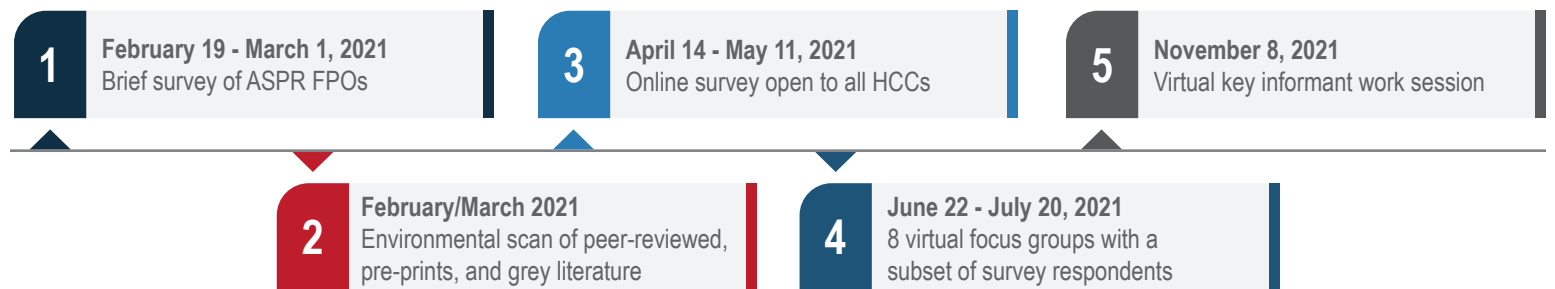 1
February 19 - March 1, 2021
Brief survey of ASPR FPOs
2
February/March 2021
Environmental scan of peer-reviewed,
pre-prints, and grey literature
3
April 14 - May 11, 2021
Online survey open to all HCCs
4
June 22 - July 20, 2021
8 virtual focus groups with a
subset of survey respondents
5
November 8, 2021
Virtual key informant work session